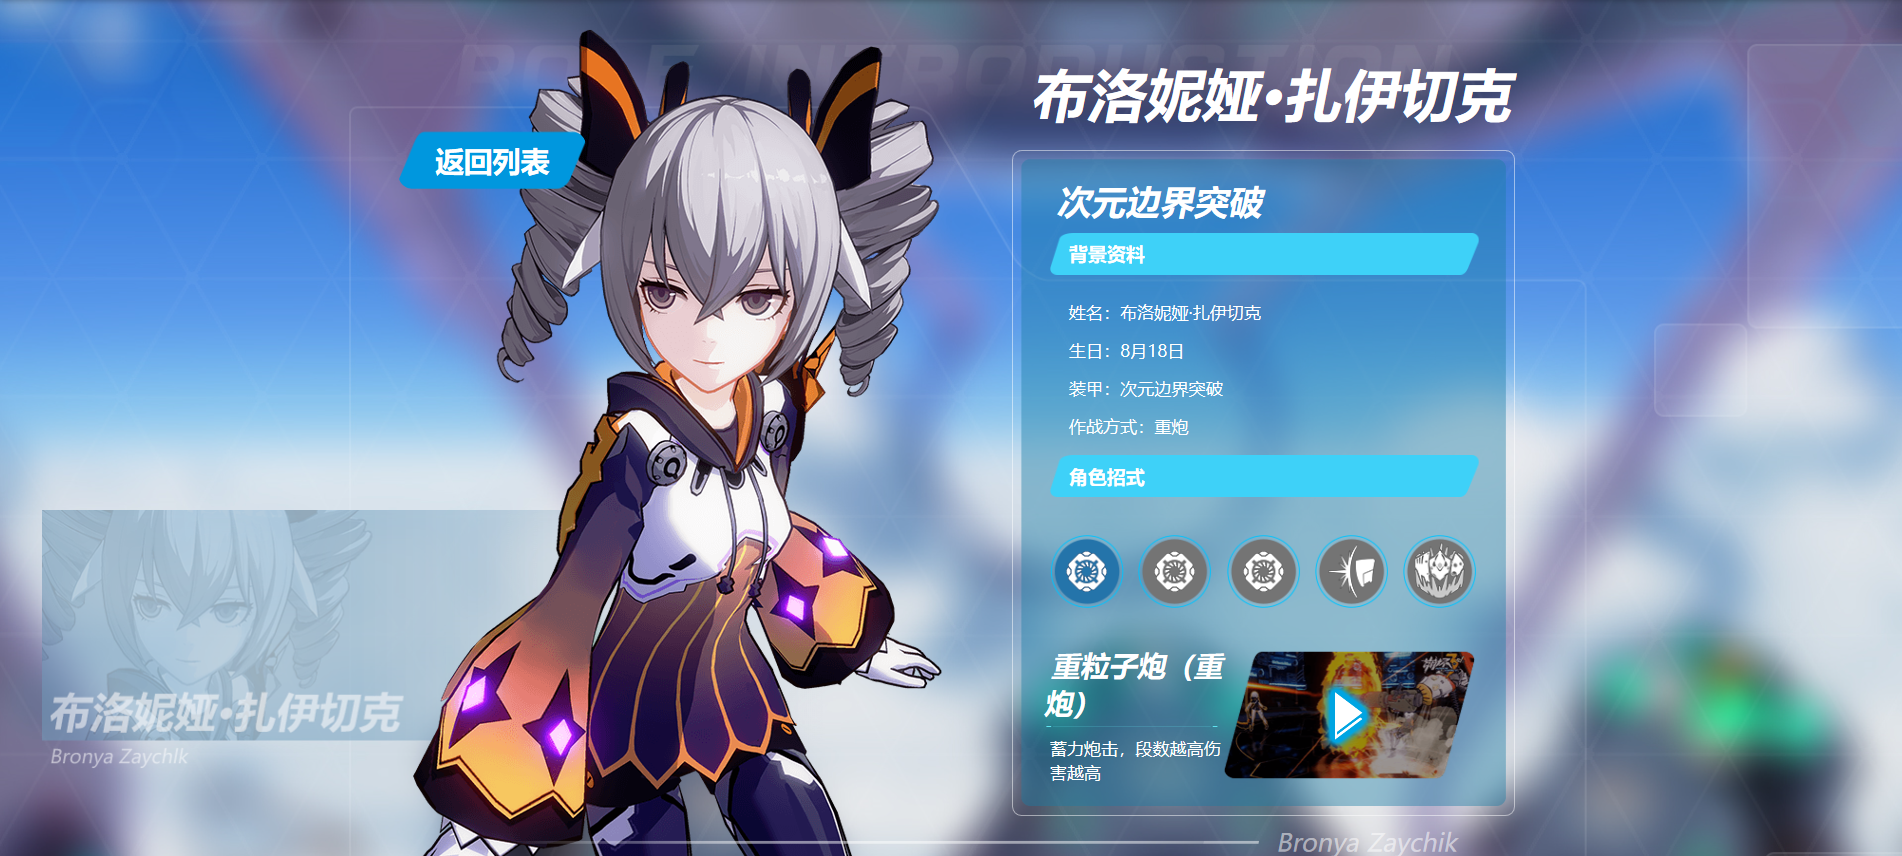 ROLE INTRODUCTION
布洛妮娅·扎伊切克
返回列表
次元边界突破
背景资料
姓名：布洛妮娅·扎伊切克
生日：8月18日
装甲：次元边界突破
作战方式：重炮
角色招式
重粒子炮（重
炮）
蓄力炮击，段数越高伤
害越高
布洛妮娅·扎伊切克
Bronya Zaychik
Bronya Zaychik